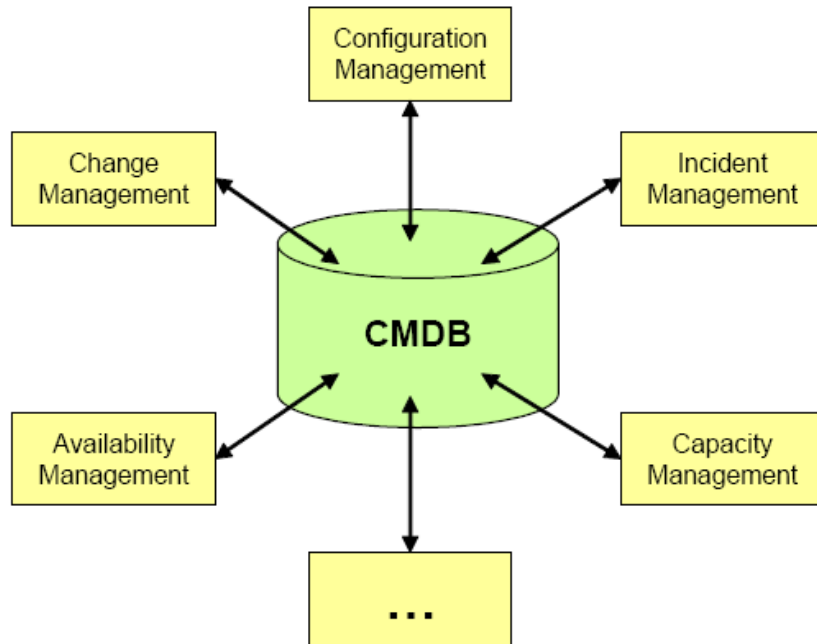 Configuration
Management
Change
Management
Incident
Management
CMDB
Availability
Management
Capacity
Management
...